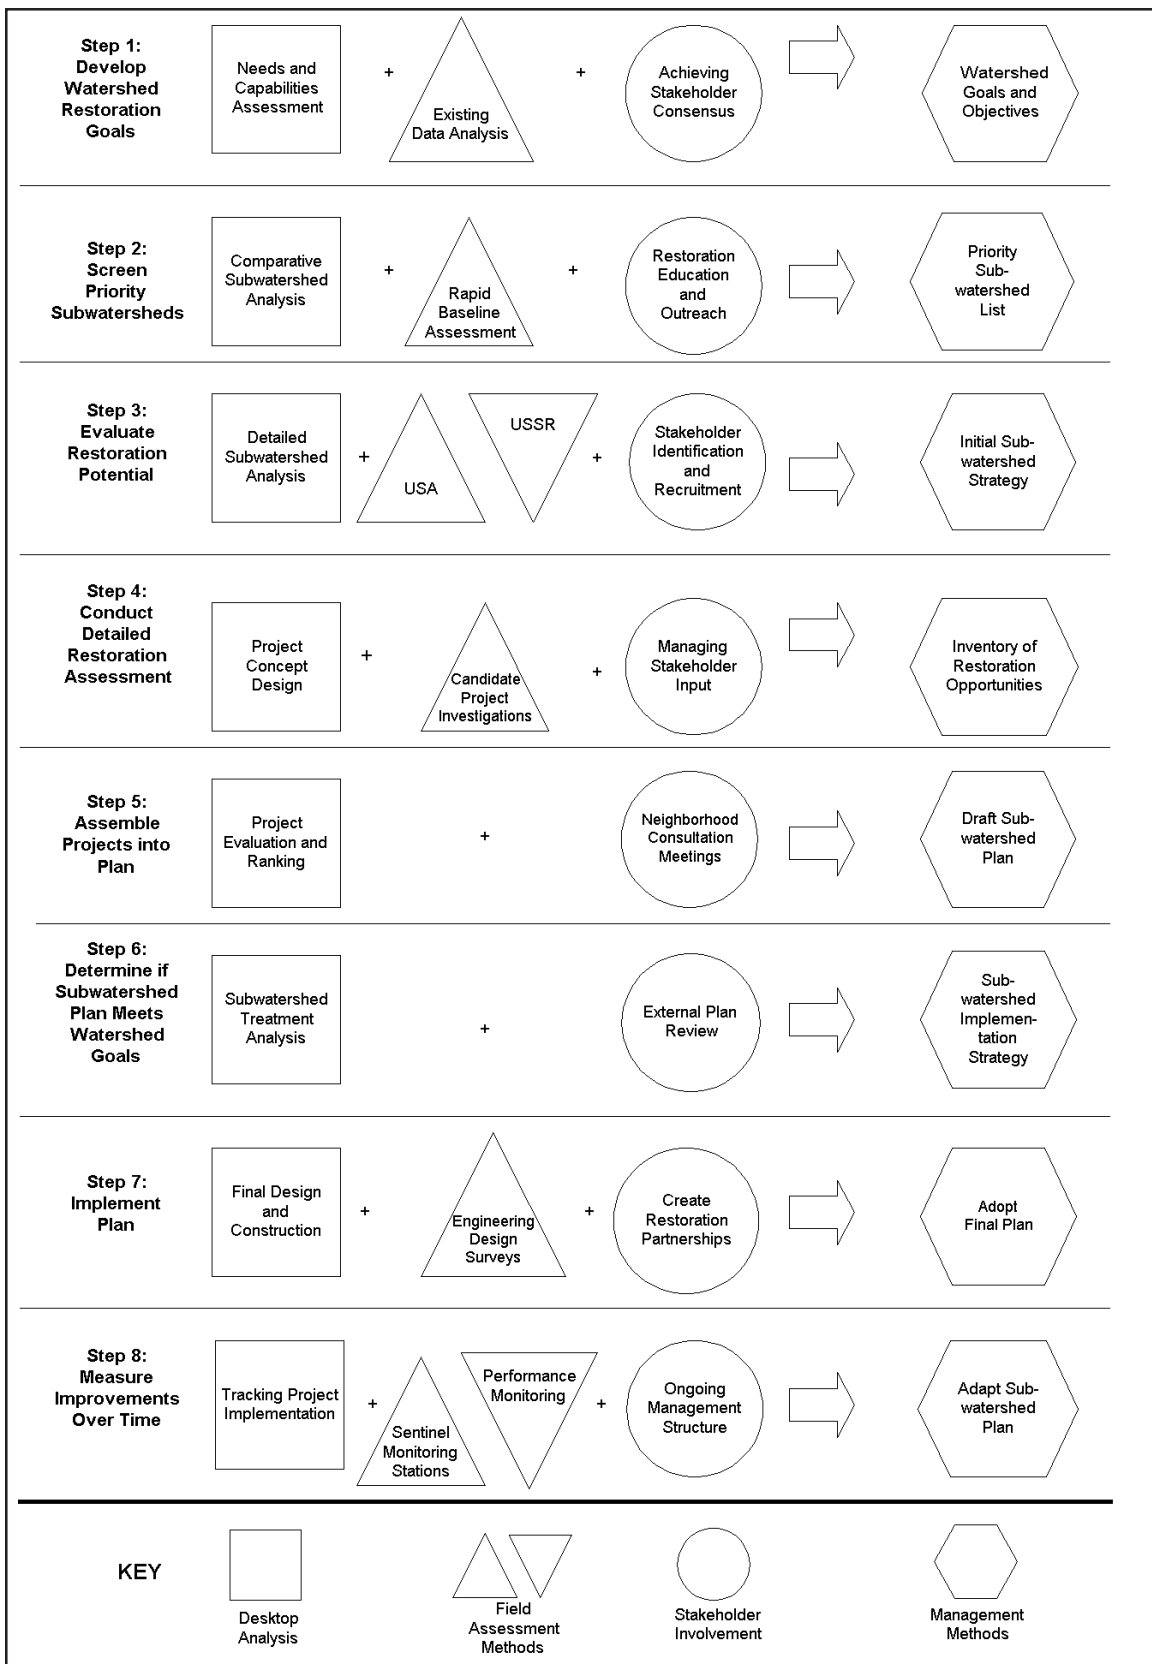 Step 1:
Develop
Watershed
Restoration
Goals
Needs and
Capabilities
Assessment
+
Existing
Data Analysis
+
Achieving
Stakeholder
Consensus
Watershed
Goals and
Objectives
Step 2:
Screen
Priority
Subwatersheds
Comparative
Subwatershed
Analysis
+
Rapid
Baseline
Assessment
+
Restoration
Education
and
Outreach
Priority
Sub-
watershed
List
Step 3:
Evaluate
Restoration
Potential
Detailed
Subwatershed
Analysis
+
USA
USSR
+
Stakeholder
Identification
and
Recruitment
Initial Sub-
watershed
Strategy
Step 4:
Conduct
Detailed
Restoration
Assessment
Project
Concept
Design
+
Candidate
Project
Investigations
+
Managing
Stakeholder
Input
Inventory of
Restoration
Opportunities
Step 5:
Assemble
Projects into
Plan
Project
Evaluation and
Ranking
+
Neighborhood
Consultation
Meetings
Draft Sub-
watershed
Plan
Step 6:
Determine if
Subwatershed
Plan Meets
Watershed
Goals
Subwatershed
Treatment
Analysis
+
External Plan
Review
Sub-
watershed
Implemen-
tation
Strategy
Step 7:
Implement
Plan
Final Design
and
Construction
+
Engineering
Design
Surveys
+
Create
Restoration
Partnerships
Adopt
Final Plan
Step 8:
Measure
Improvements
Over Time
Tracking Project
Implementation
+
Sentinel
Monitoring
Stations
Performance
Monitoring
+
Ongoing
Management
Structure
Adapt Sub-
watershed
Plan
KEY
Desktop
Analysis
Field
Assessment
Methods
Stakeholder
Involvement
Management
Methods